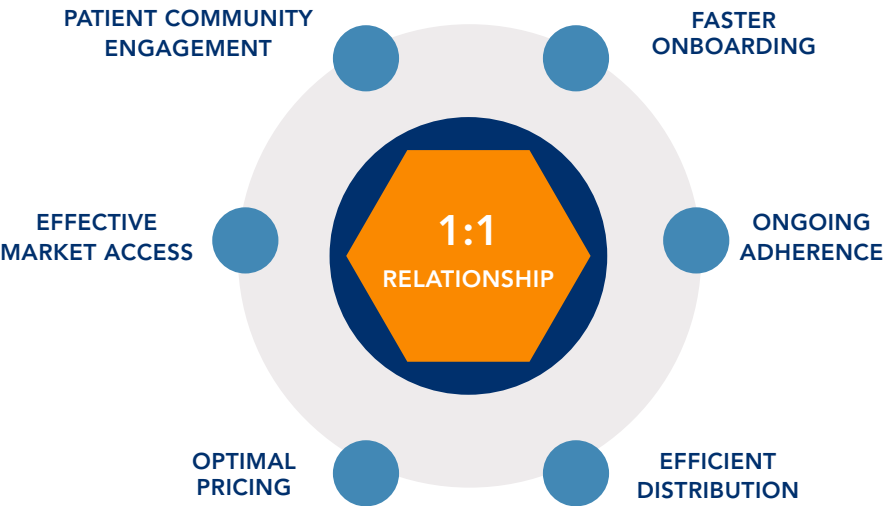 PATIENT COMMUNITY
ENGAGEMENT
FASTER
ONBOARDING
EFFECTIVE
MARKET ACCESS
1:1
RELATIONSHIP
ONGOING
ADHERENCE
OPTIMAL
PRICING
EFFICIENT
DISTRIBUTION